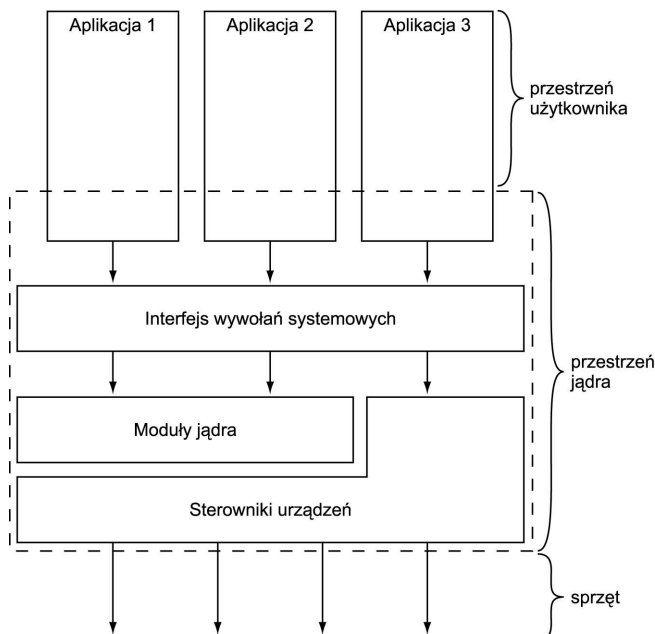 Aplikacja 1
Aplikacja 2
Aplikacja 3
przestrzeń
użytkownika
Interfejs wywołań systemowych
przestrzeń
jądra
Moduły jądra
Sterowniki urządzeń
sprzęt